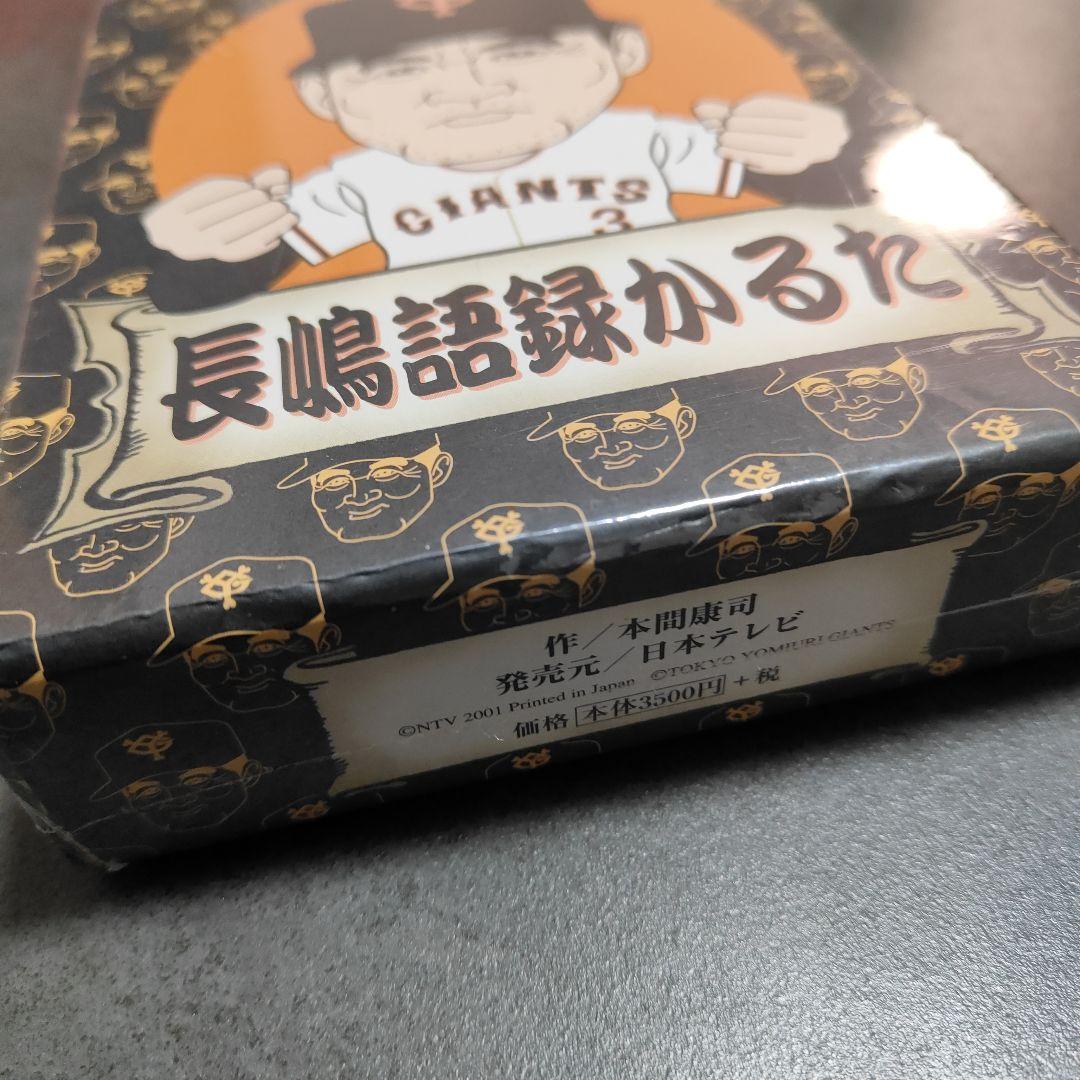 GIANTS
3
長嶋語録かるた
作/本間康司
発売元/日本テレビ
©NTV 2001 Printed in Japan ©TOKYO YOMIURI GIANTS
価格 本体3500円+税